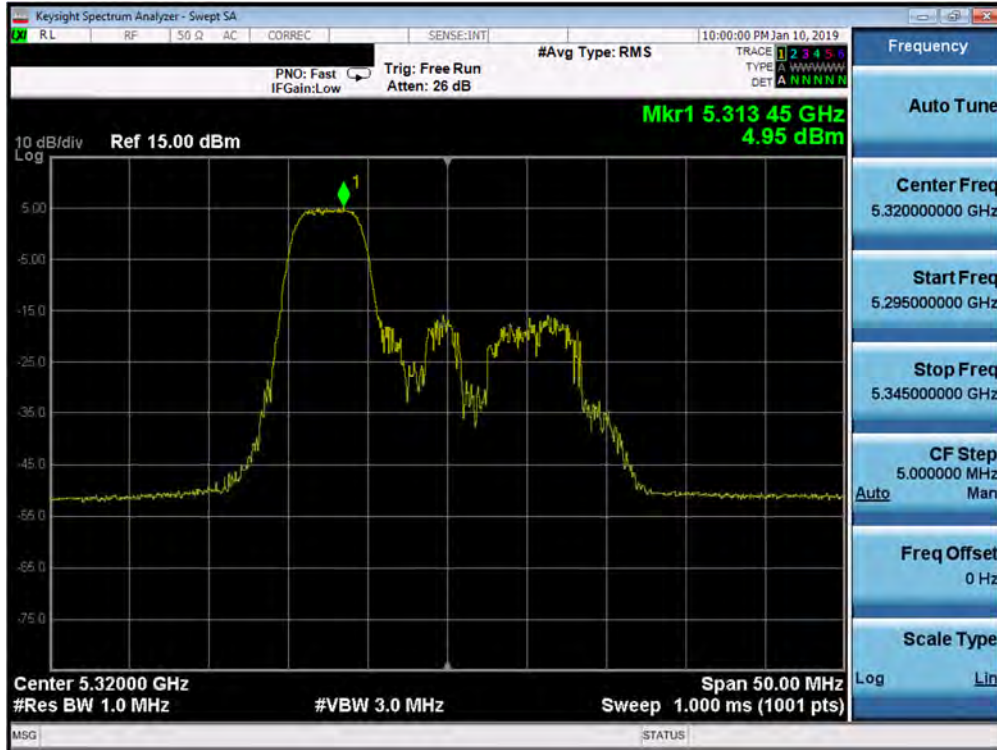 Keysight Spectrum Analyzer - Swept SA
LXI RL RF 50 Ω AC CORREC SENSE:INT 10:00:00 PM Jan 10, 2019
#Avg Type: RMS TRACE 1 2 3 4 5 6
PNO: Fast Trig: Free Run TYPE A WWWWW
IFGain:Low Atten: 26 dB DET A N N N N N
Mkr1 5.313 45 GHz
4.95 dBm
10 dB/div Ref 15.00 dBm
Log
1
5.00
-5.00
-15.0
-25.0
-35.0
-45.0
-55.0
-65.0
-75.0
Center 5.32000 GHz Span 50.00 MHz
#Res BW 1.0 MHz #VBW 3.0 MHz Sweep 1.000 ms (1001 pts)
MSG STATUS
Frequency
Auto Tune
Center Freq
5.320000000 GHz
Start Freq
5.295000000 GHz
Stop Freq
5.345000000 GHz
CF Step
5.000000 MHz
Auto Man
Freq Offset
0 Hz
Scale Type
Log Lin